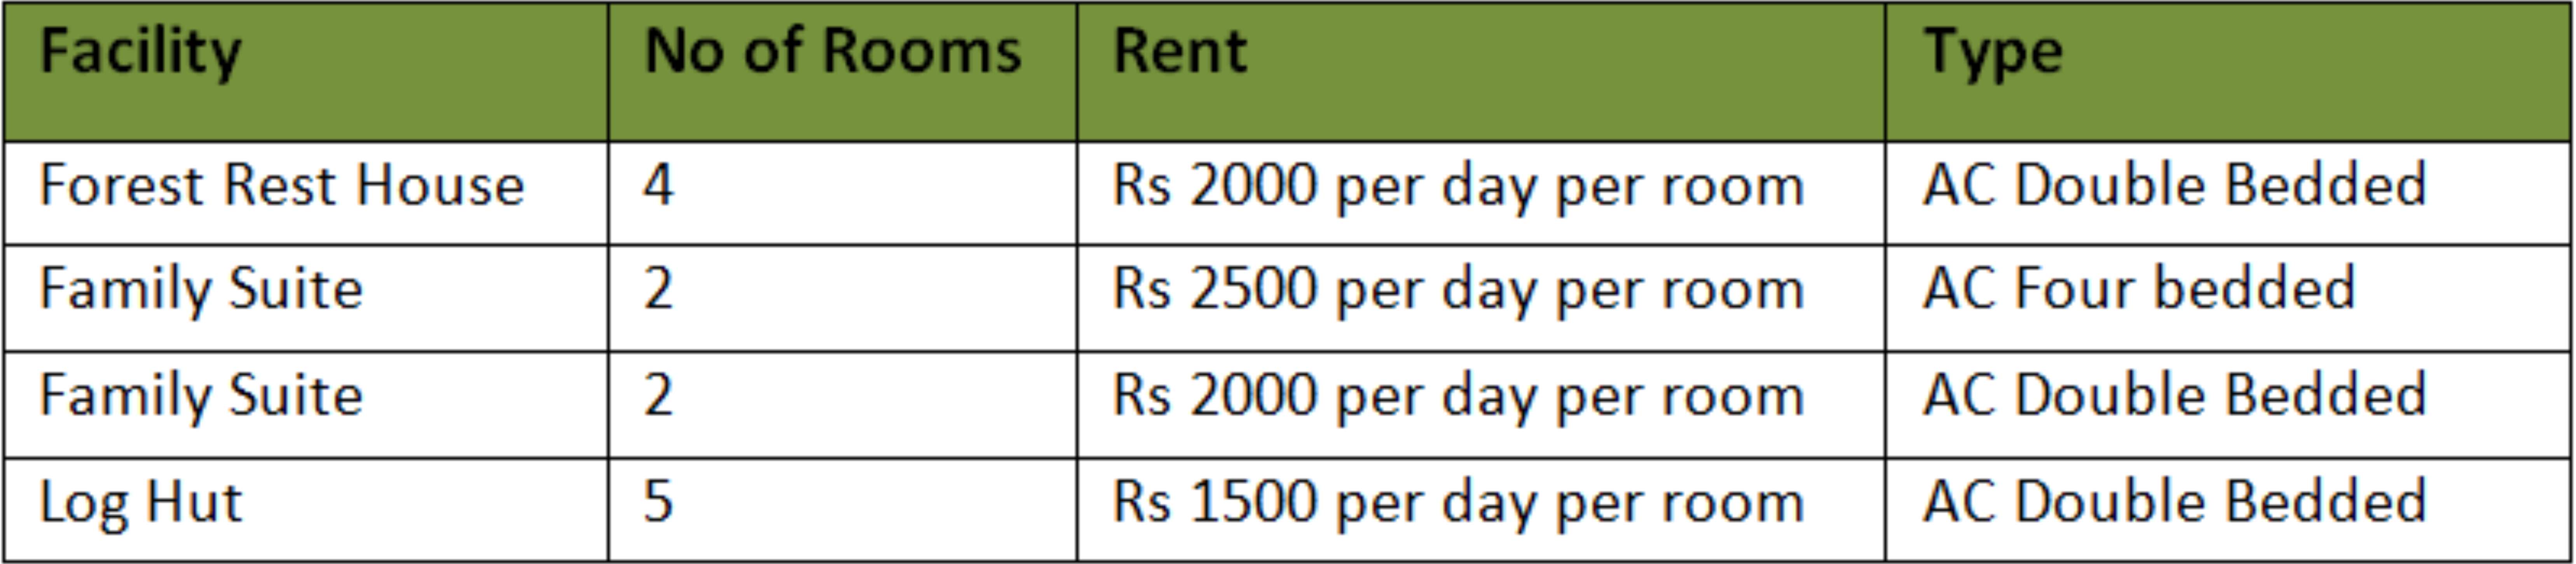 Facility No of Rooms Rent Type
Forest Rest House 4 Rs 2000 per day per room AC Double Bedded
Family Suite 2 Rs 2500 per day per room AC Four bedded
Family Suite 2 Rs 2000 per day per room AC Double Bedded
Log Hut 5 Rs 1500 per day per room AC Double Bedded